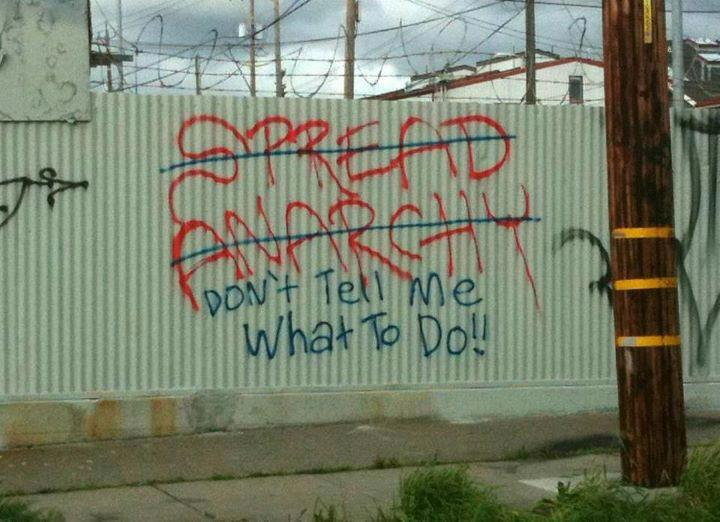 SPREAD
ANARCHY
DON't Tell Me
What To Do!!